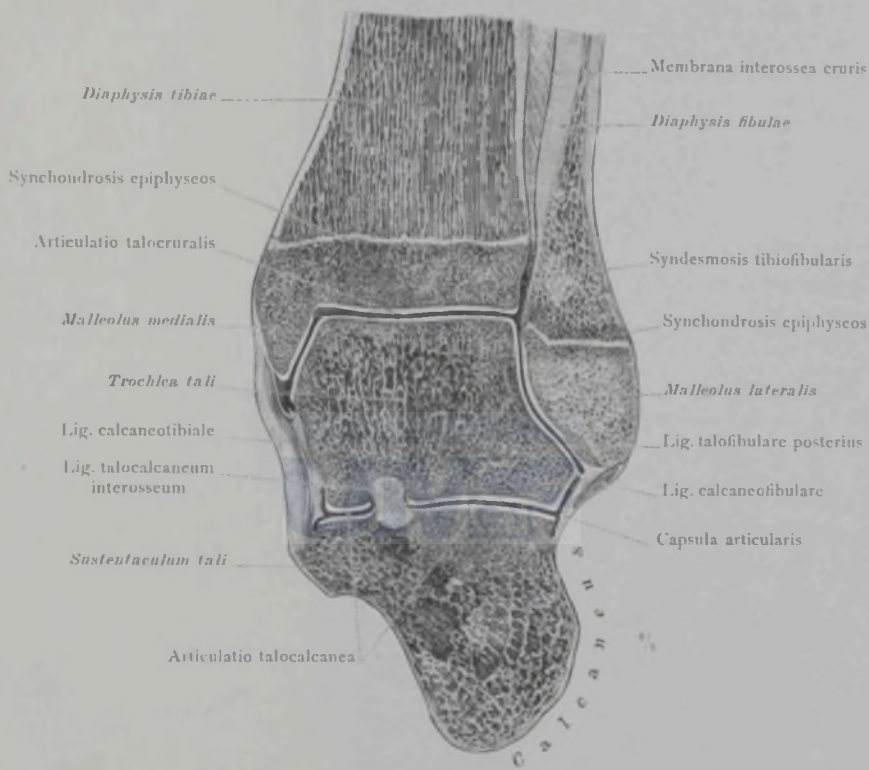 Diaphysis tibiae
Synchondrosis epiphyseos
Articulatio talocruralis
Malleolus medialis
Trochlea tali
Lig. calcaneotibiale
Lig. talocalcaneum
interosseum
Sustentaculum tali
Articulatio talocalcanea
Membrana interossea cruris
Diaphysis fibulae
Syndesmosis tibiofibularis
Synchondrosis epiphyseos
Malleolus lateralis
Lig. talofibulare posterius
Lig. calcaneofibulare
Capsula articularis
Calcaneus